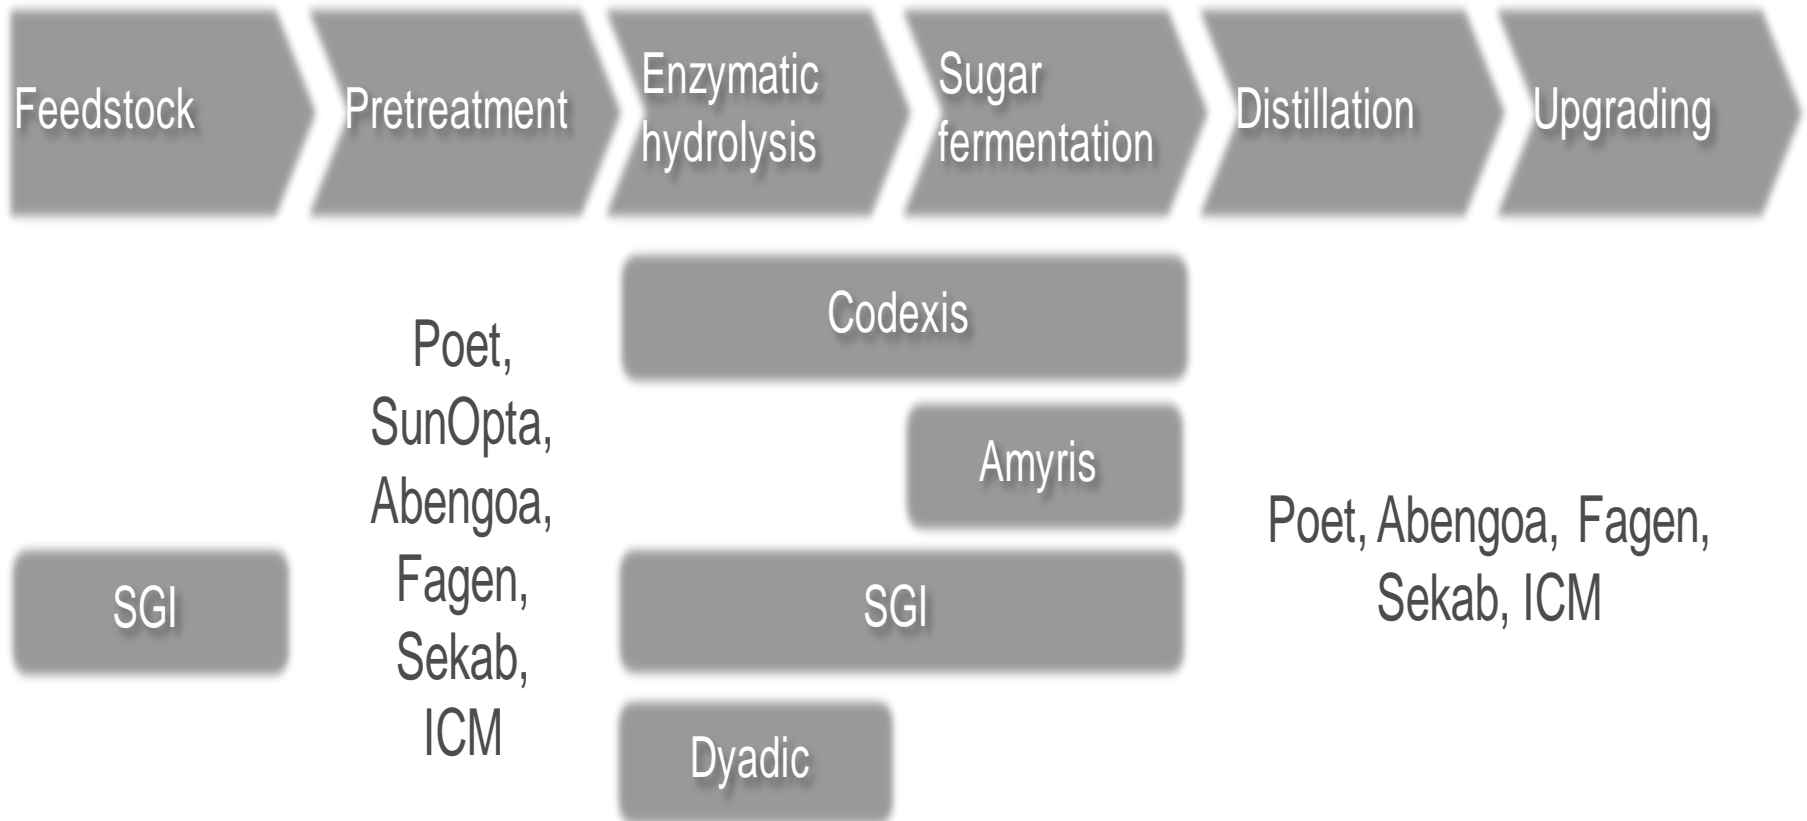 Feedstock
Pretreatment
Enzymatic
hydrolysis
Sugar
fermentation
Distillation
Upgrading
Codexis
Poet,
SunOpta,
Abengoa,
Fagen,
Sekab,
ICM
Amyris
Poet, Abengoa, Fagen,
Sekab, ICM
SGI
SGI
Dyadic